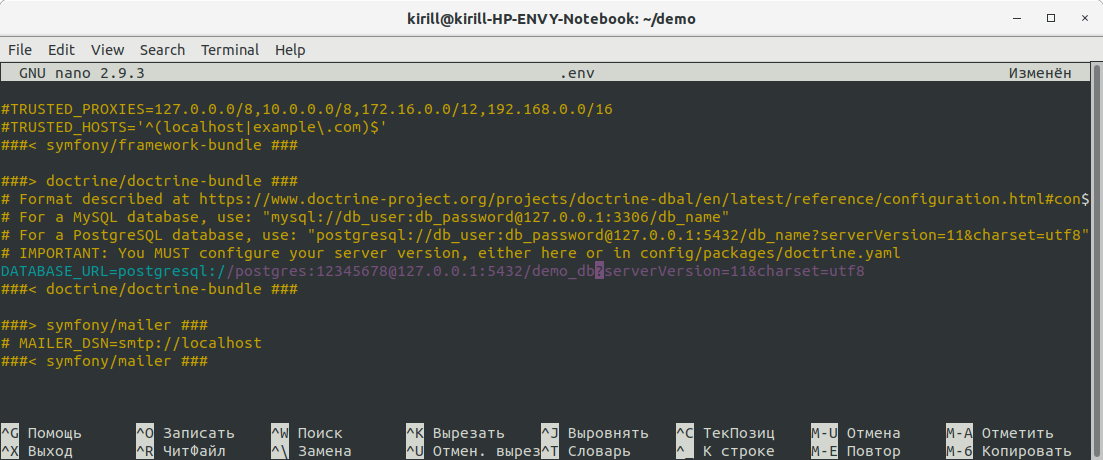 kirill@kirill-HP-ENVY-Notebook: ~/demo
File Edit View Search Terminal Help
GNU nano 2.9.3 .env Изменён
#TRUSTED_PROXIES=127.0.0.0/8,10.0.0.0/8,172.16.0.0/12,192.168.0.0/16
#TRUSTED_HOSTS='^(localhost|example\.com)$'
###< symfony/framework-bundle ###
###> doctrine/doctrine-bundle ###
# Format described at https://www.doctrine-project.org/projects/doctrine-dbal/en/latest/reference/configuration.html#con$
# For a MySQL database, use: "mysql://db_user:db_password@127.0.0.1:3306/db_name"
# For a PostgreSQL database, use: "postgresql://db_user:db_password@127.0.0.1:5432/db_name?serverVersion=11&charset=utf8"
# IMPORTANT: You MUST configure your server version, either here or in config/packages/doctrine.yaml
DATABASE_URL=postgresql://postgres:12345678@127.0.0.1:5432/demo_db?serverVersion=11&charset=utf8
###< doctrine/doctrine-bundle ###
###> symfony/mailer ###
# MAILER_DSN=smtp://localhost
###< symfony/mailer ###
^G Помощь ^O Записать ^W Поиск ^K Вырезать ^J Выровнять ^C ТекПозиц M-U Отмена M-A Отметить
^X Выход ^R ЧитФайл ^\ Замена ^U Отмен. вырез ^T Словарь ^_ К строке M-E Повтор M-6 Копировать